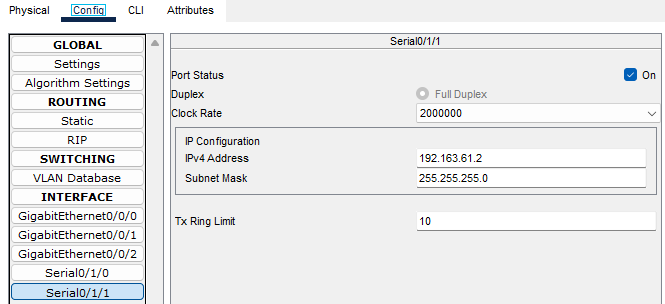 Physical Config CLI Attributes
GLOBAL
Settings
Algorithm Settings
ROUTING
Static
RIP
SWITCHING
VLAN Database
INTERFACE
GigabitEthernet0/0/0
GigabitEthernet0/0/1
GigabitEthernet0/0/2
Serial0/1/0
Serial0/1/1
Serial0/1/1
Port Status On
Duplex Full Duplex
Clock Rate 2000000
IP Configuration
IPv4 Address 192.163.61.2
Subnet Mask 255.255.255.0
Tx Ring Limit 10